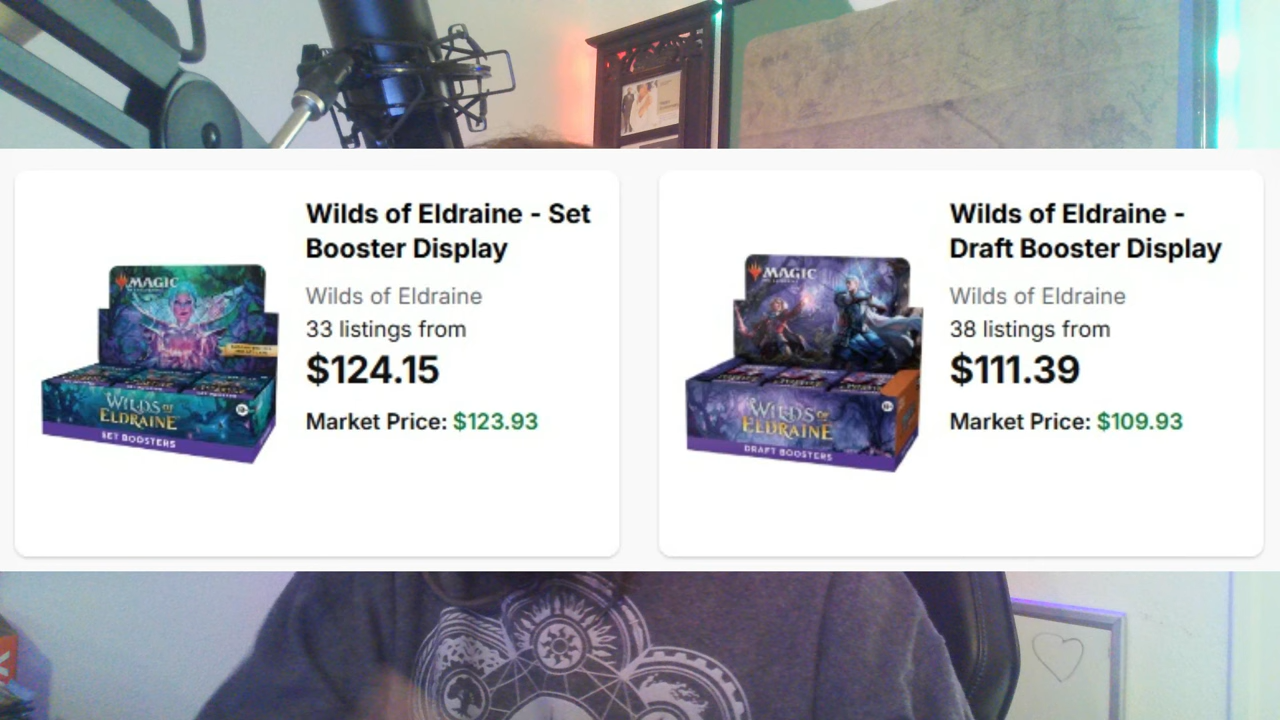 Wilds of Eldraine - Set
Booster Display
Wilds of Eldraine
33 listings from
$124.15
Market Price: $123.93
MAGIC
WILDS OF
ELDRAINE
SET BOOSTERS
Wilds of Eldraine -
Draft Booster Display
Wilds of Eldraine
38 listings from
$111.39
Market Price: $109.93
MAGIC
WILDS OF
ELDRAINE
DRAFT BOOSTERS